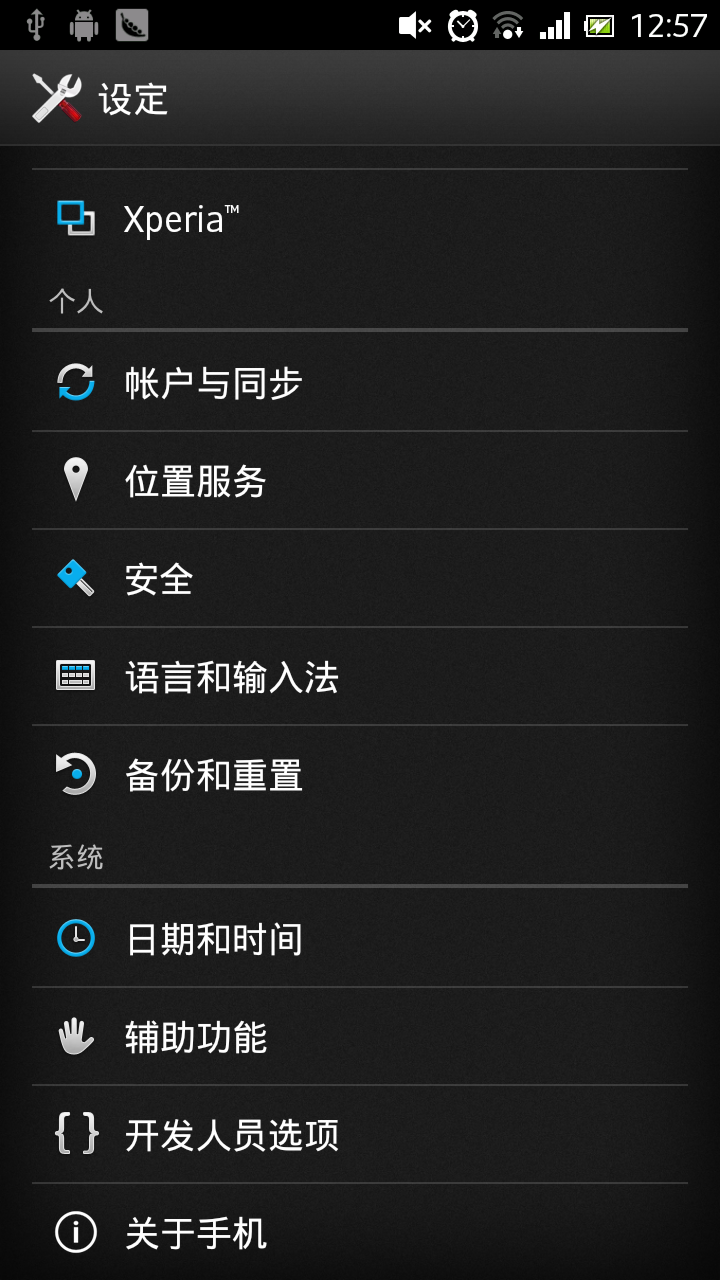 12:57
设定
Xperia™
个人
帐户与同步
位置服务
安全
语言和输入法
备份和重置
系统
日期和时间
辅助功能
开发人员选项
关于手机